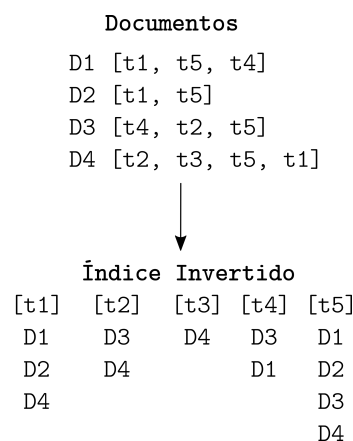 Documentos
D1 [t1, t5, t4]
D2 [t1, t5]
D3 [t4, t2, t5]
D4 [t2, t3, t5, t1]
Índice Invertido
[t1] [t2] [t3] [t4] [t5]
D1 D3 D4 D3 D1
D2 D4 D1 D2
D4 D3
D4